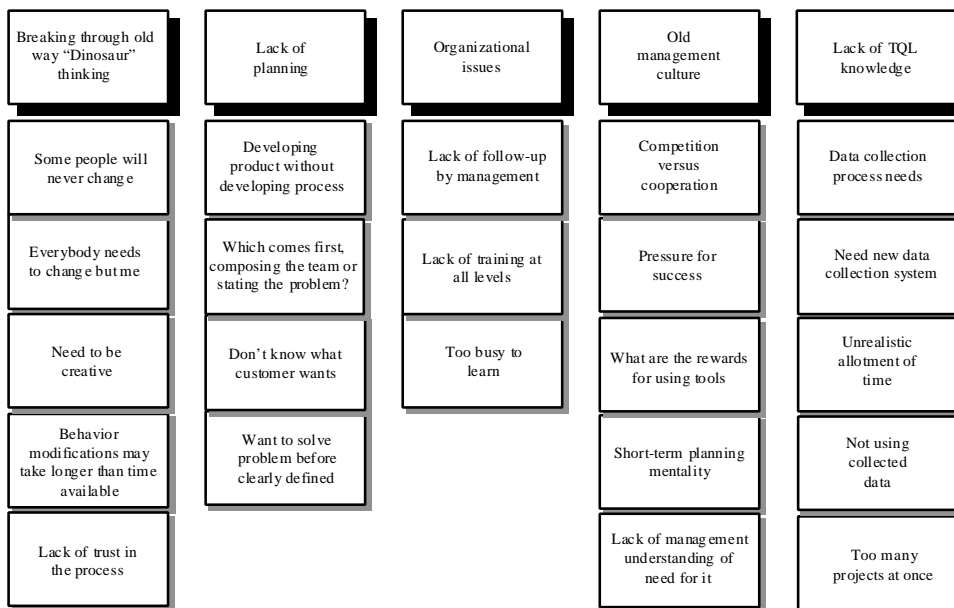 Breaking through old
way “Dinosaur”
thinking
Some people will
never change
Everybody needs
to change but me
Need to be
creative
Behavior
modifications may
take longer than time
available
Lack of trust in
the process
Lack of
planning
Developing
product without
developing process
Which comes first,
composing the team or
stating the problem?
Don’t know what
customer wants
Want to solve
problem before
clearly defined
Organizational
issues
Lack of follow-up
by management
Lack of training at
all levels
Too busy to
learn
Old
management
culture
Competition
versus
cooperation
Pressure for
success
What are the rewards
for using tools
Short-term planning
mentality
Lack of management
understanding of
need for it
Lack of TQL
knowledge
Data collection
process needs
Need new data
collection system
Unrealistic
allotment of
time
Not using
collected
data
Too many
projects at once